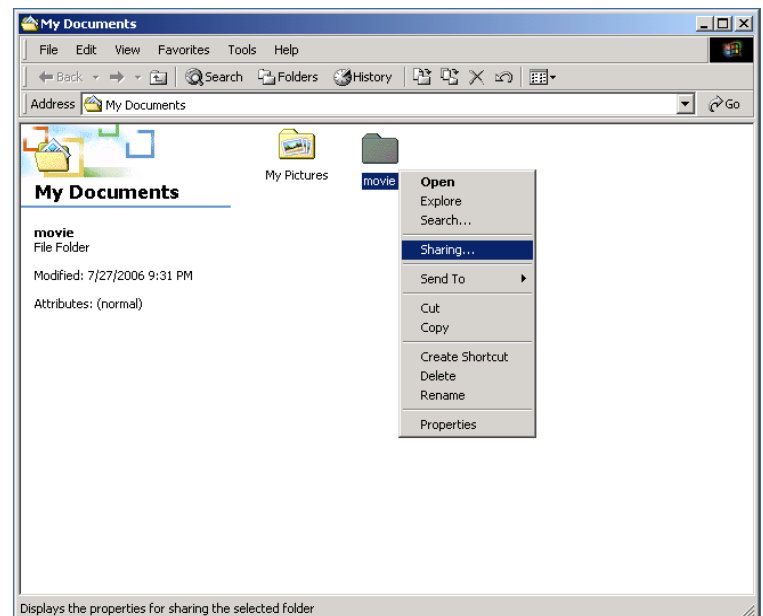 My Documents
File Edit View Favorites Tools Help
Back Search Folders History
Address My Documents Go
My Documents
movie
File Folder
Modified: 7/27/2006 9:31 PM
Attributes: (normal)
My Pictures
movie
Open
Explore
Search...
Sharing...
Send To
Cut
Copy
Create Shortcut
Delete
Rename
Properties
Displays the properties for sharing the selected folder